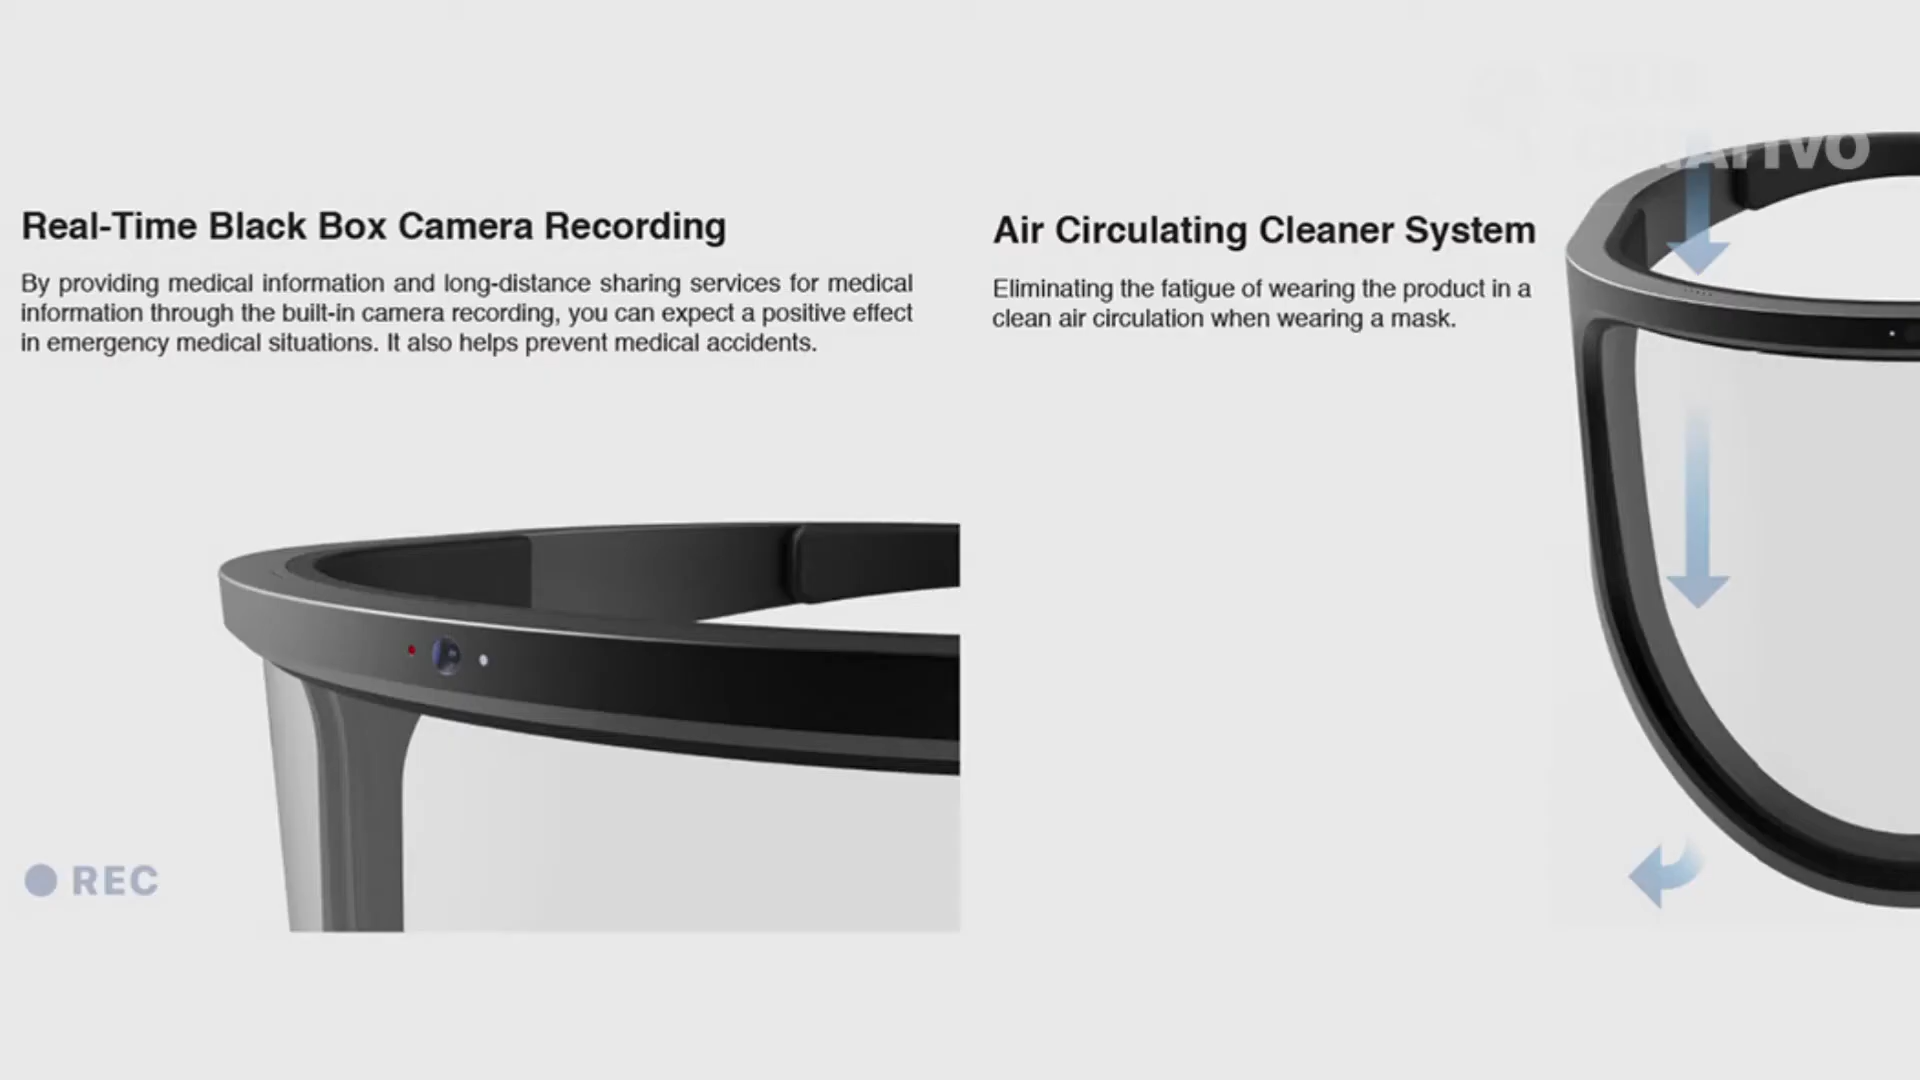 Real-Time Black Box Camera Recording
By providing medical information and long-distance sharing services for medical
information through the built-in camera recording, you can expect a positive effect
in emergency medical situations. It also helps prevent medical accidents.
REC
Air Circulating Cleaner System
Eliminating the fatigue of wearing the product in a
clean air circulation when wearing a mask.